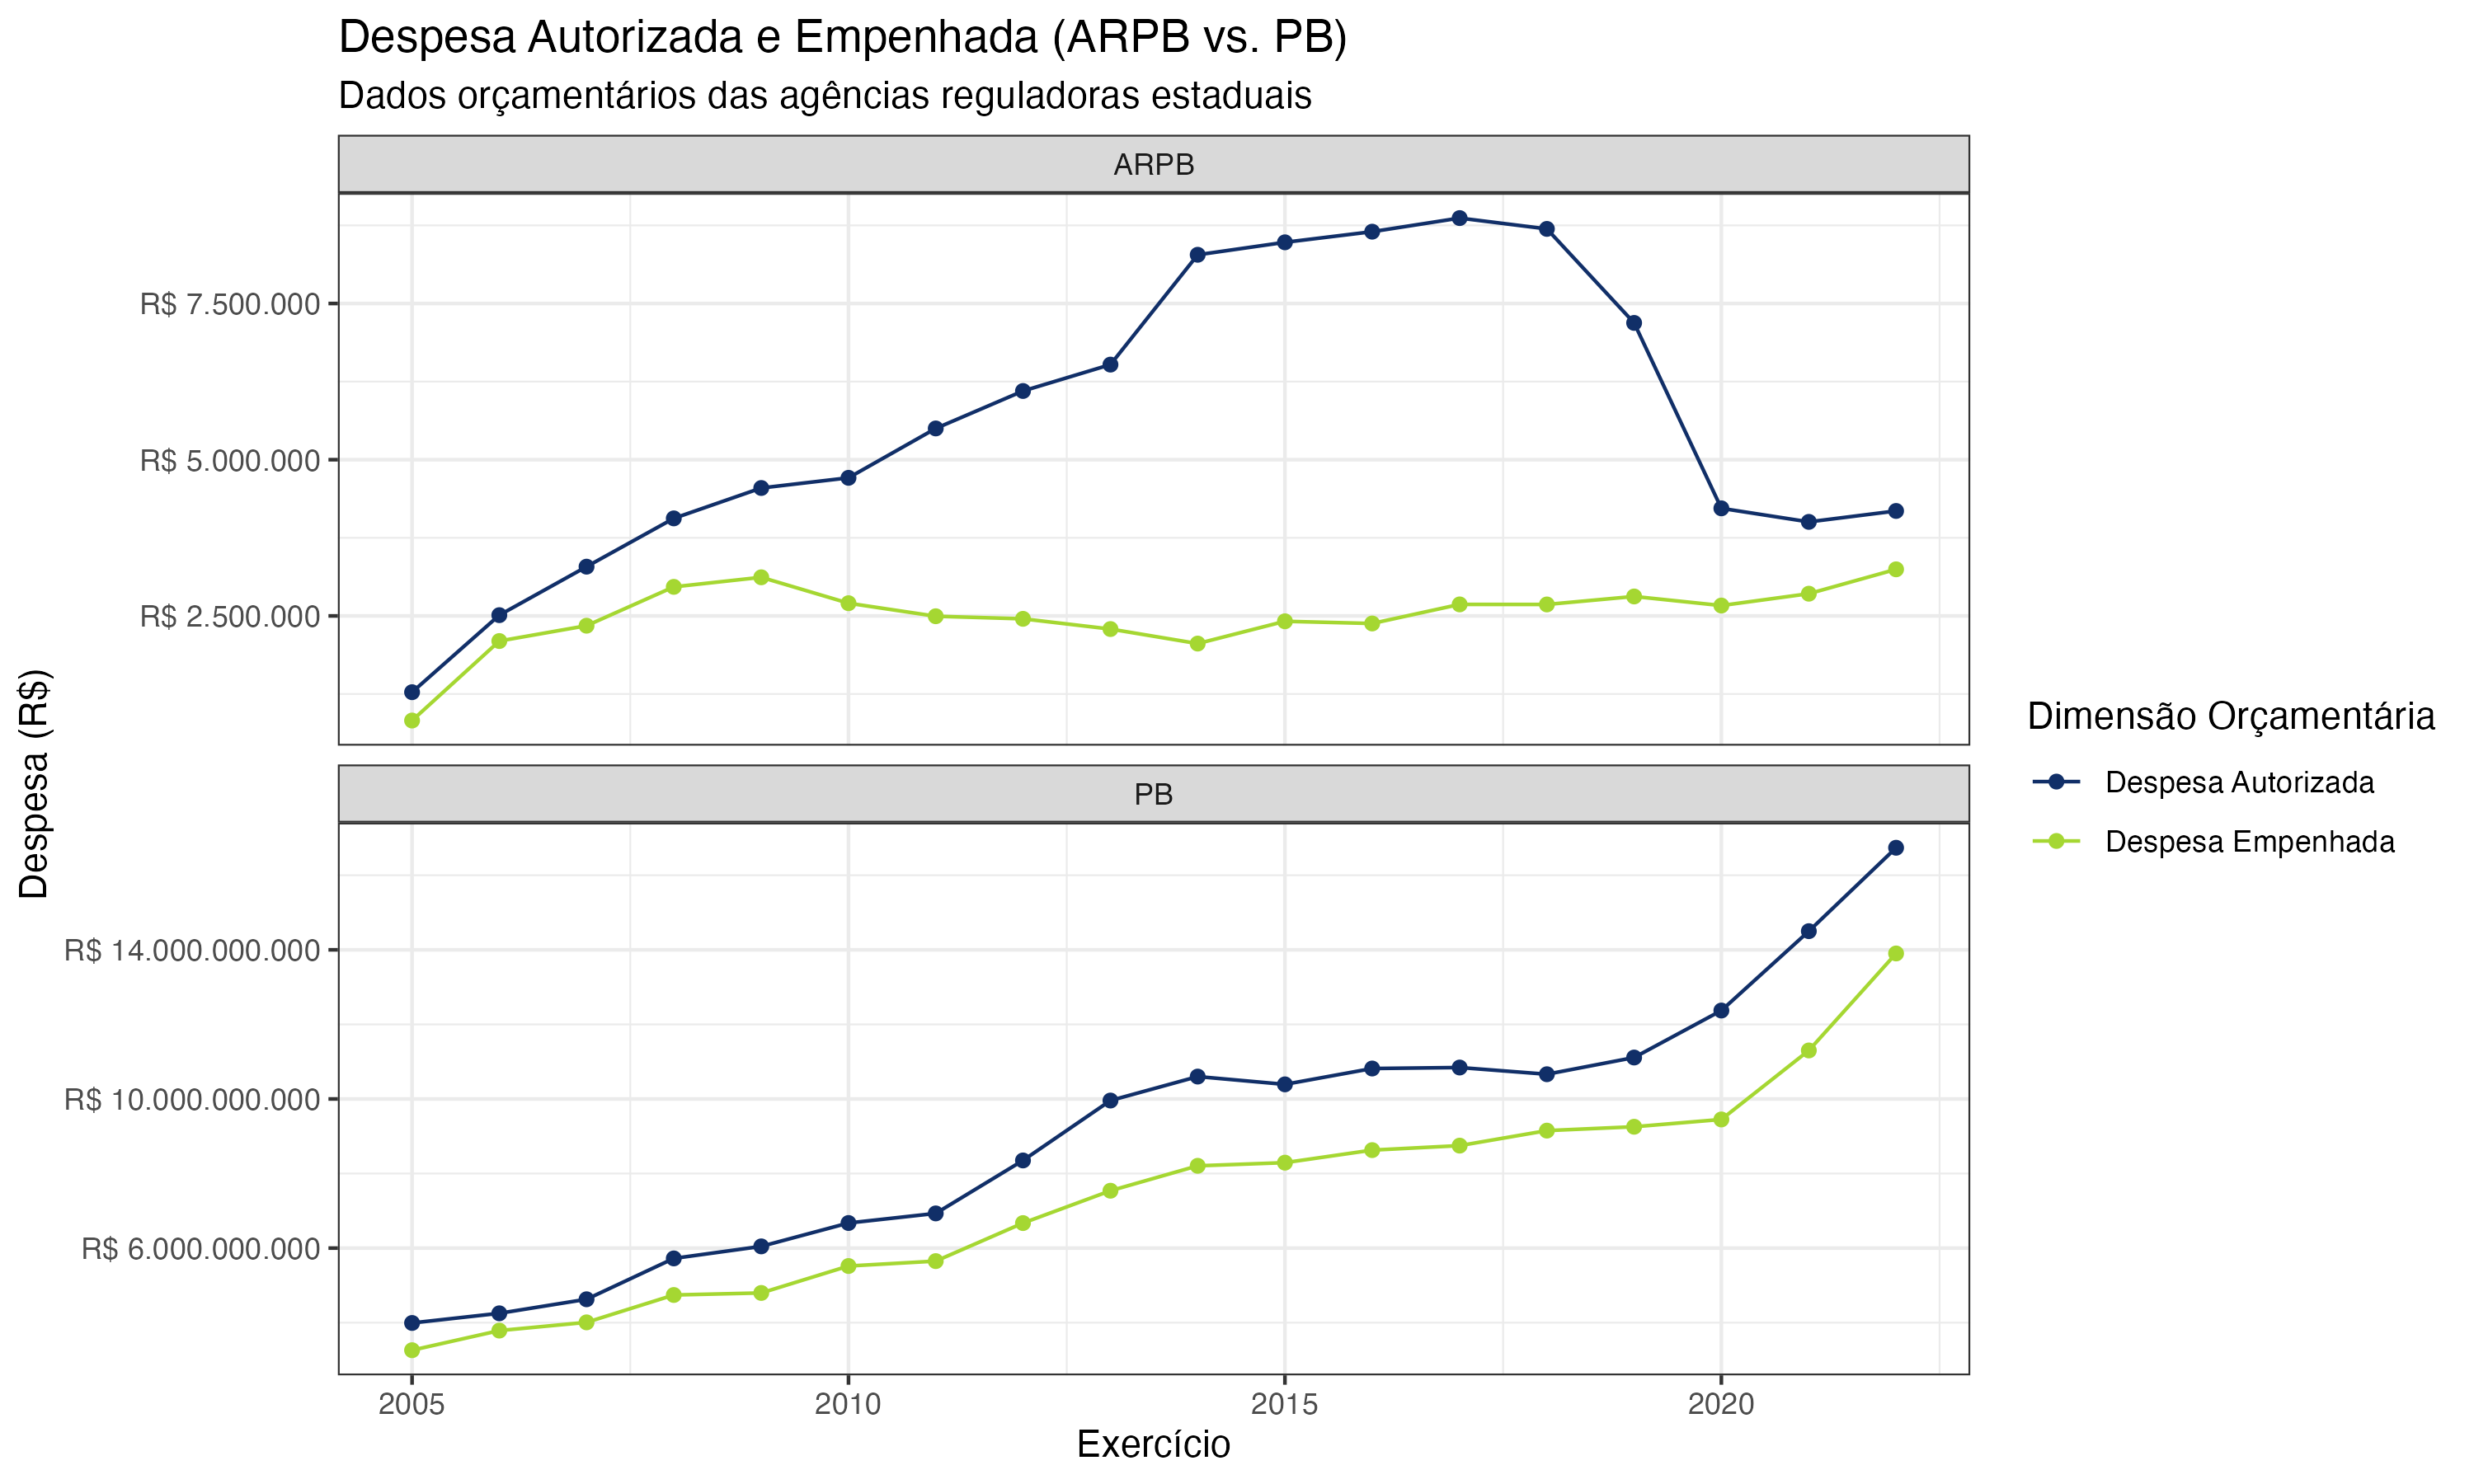 Despesa Autorizada e Empenhada (ARPB vs. PB)
Dados orçamentários das agências reguladoras estaduais
ARPB
R$ 7.500.000
R$ 5.000.000
R$ 2.500.000
PB
R$ 14.000.000.000
R$ 10.000.000.000
R$ 6.000.000.000
2005
2010
2015
2020
Exercício
Despesa (R$)
Dimensão Orçamentária
Despesa Autorizada
Despesa Empenhada